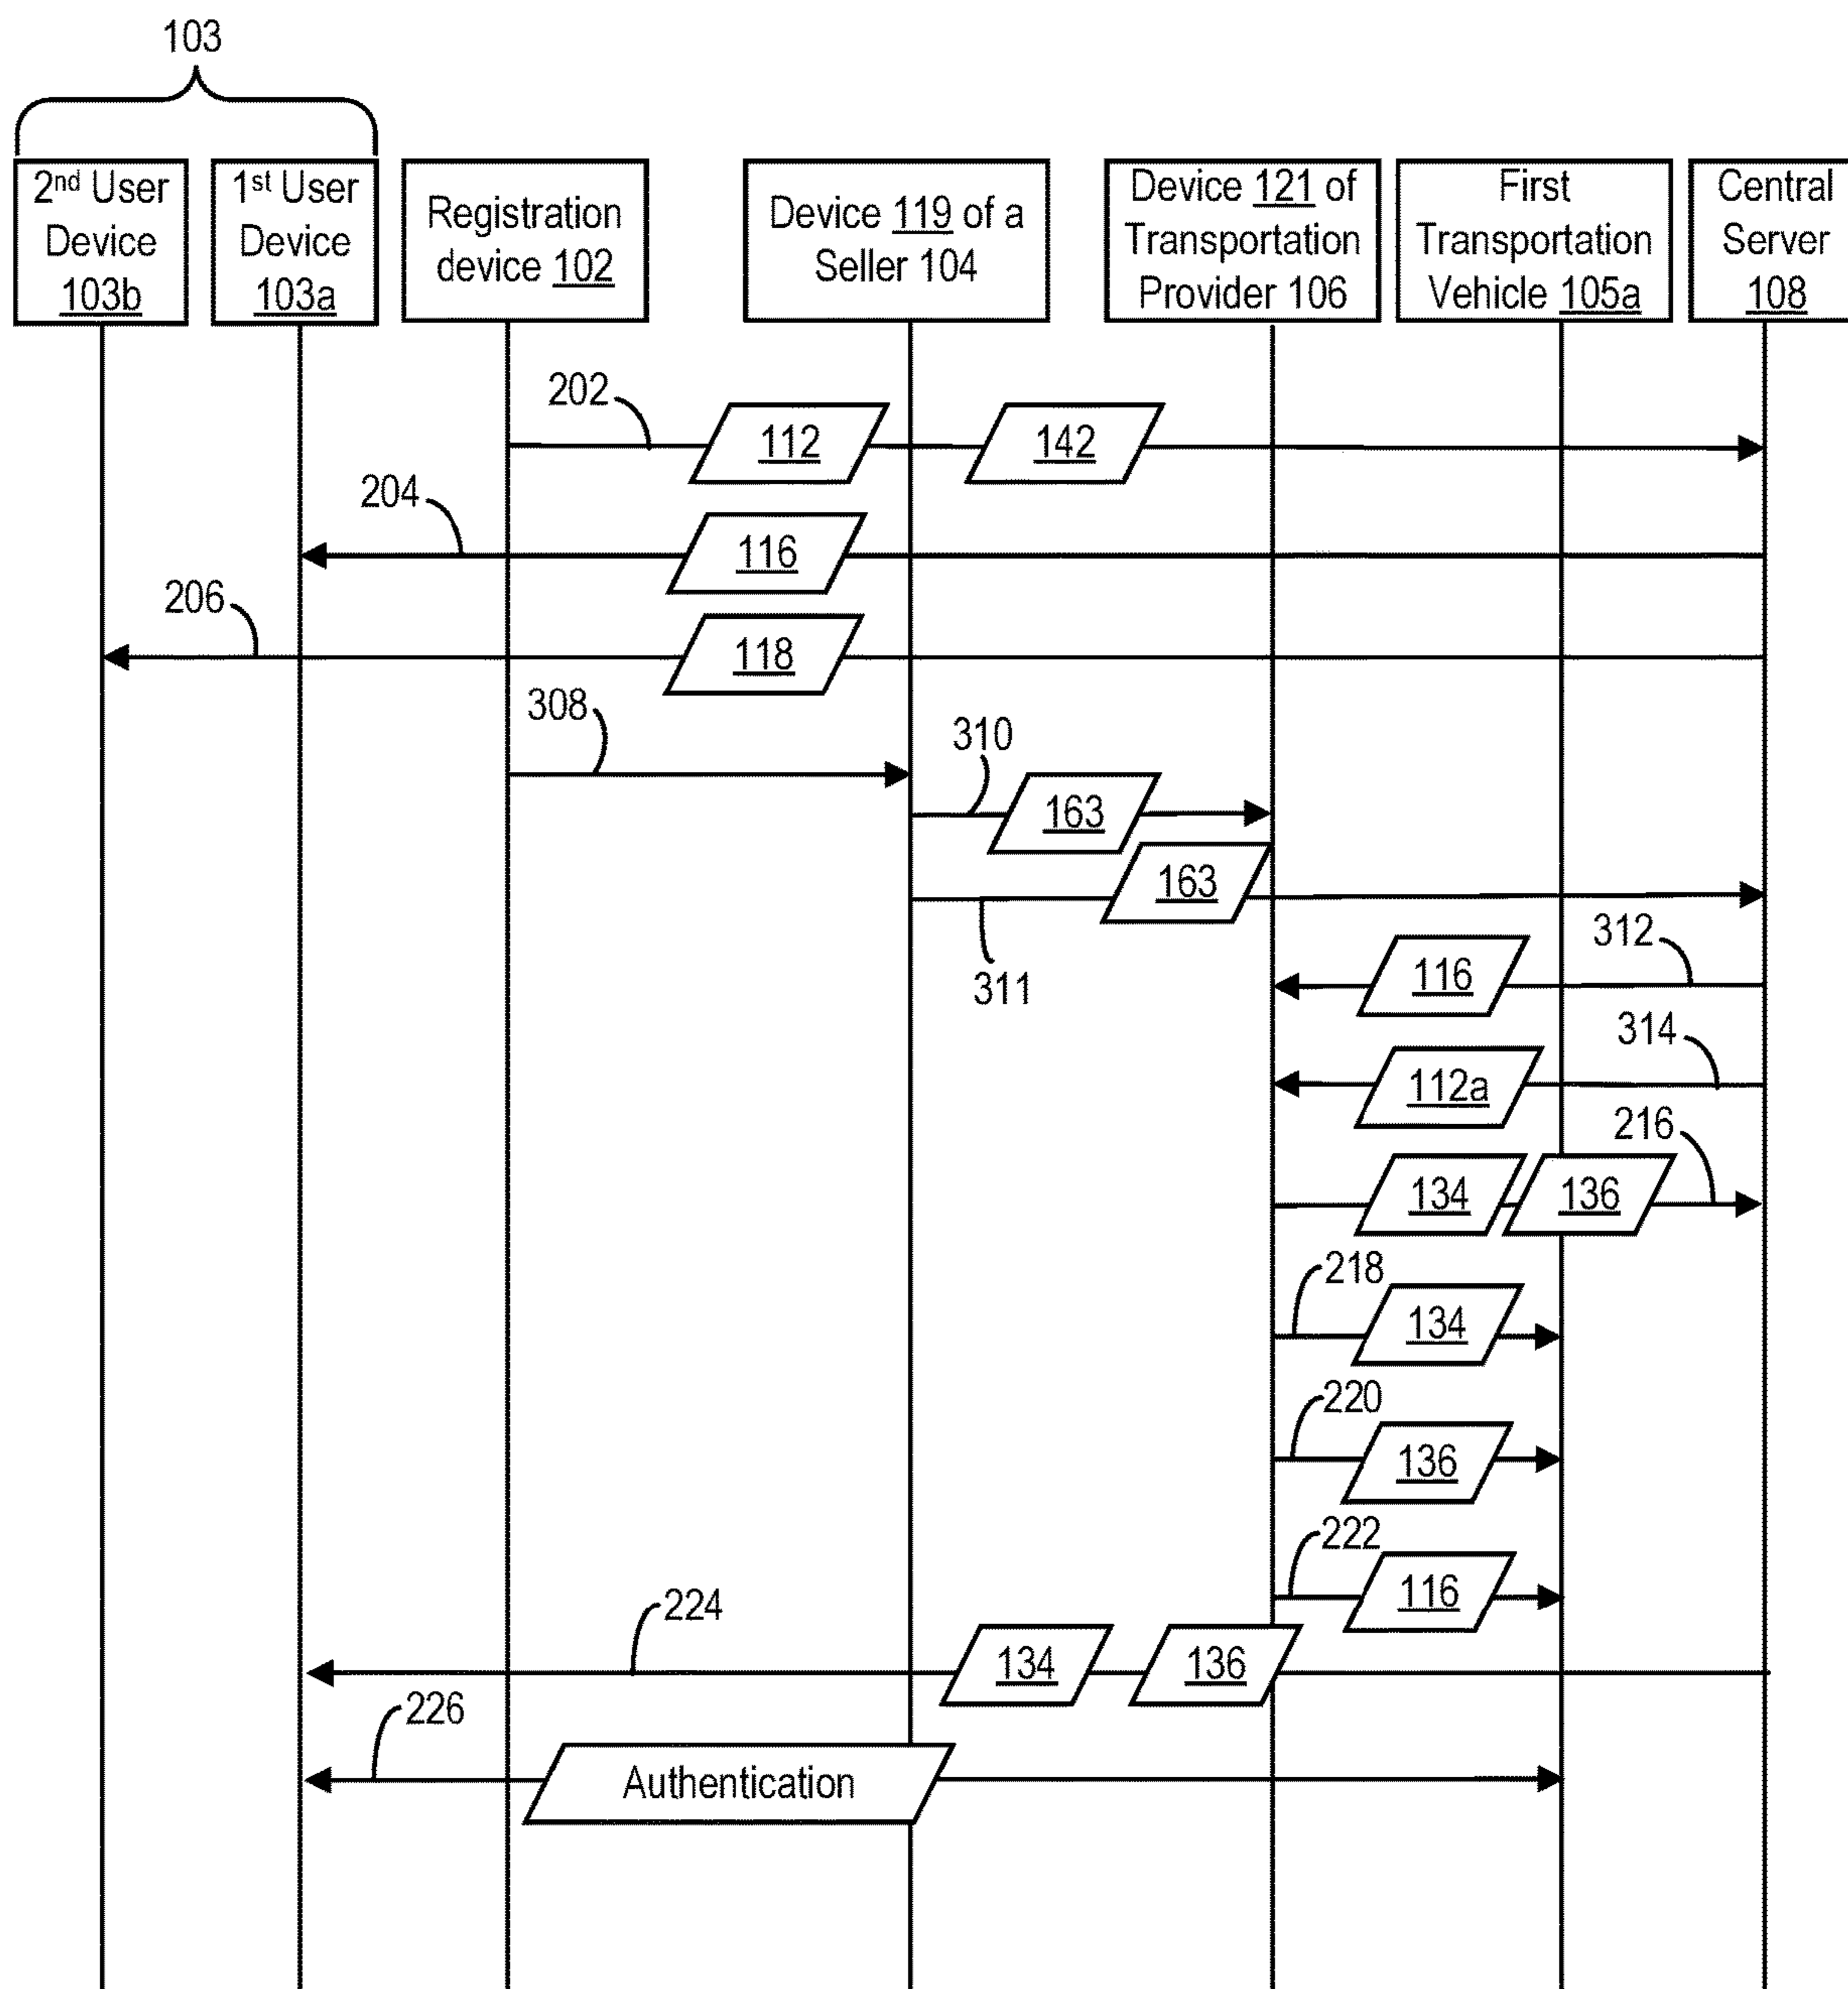 103
2nd User
Device
103b
1st User
Device
103a
Registration
device 102
Device 119 of a
Seller 104
Device 121 of
Transportation
Provider 106
First
Transportation
Vehicle 105a
Central
Server
108
202
112
142
204
116
206
118
308
310
163
163
311
312
116
314
112a
216
134
136
218
134
220
136
222
116
224
134
136
226
Authentication